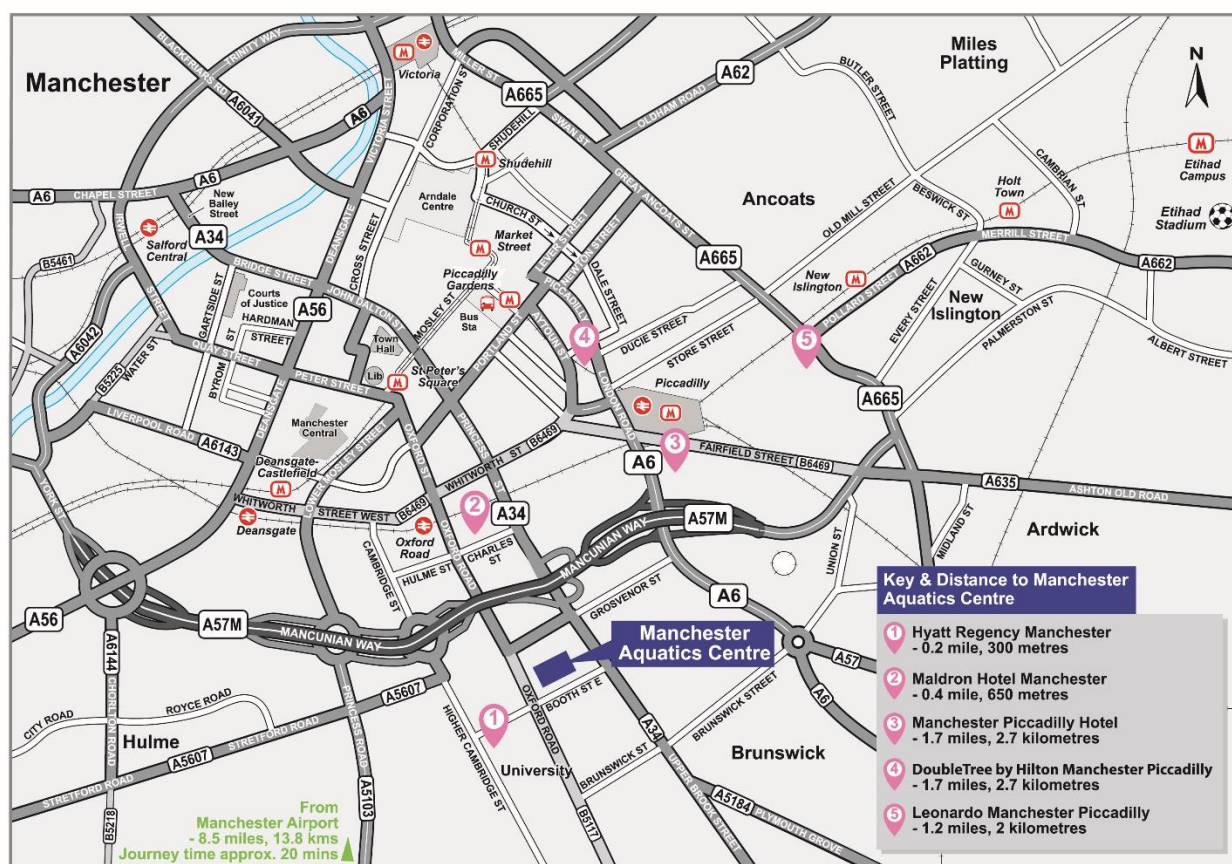 Manchester
BLACKFRIARS RD
TRINITY WAY
A6041
A6
Victoria
MILLER ST
A665
A62
OLDHAM ROAD
BUTLER STREET
Miles
Platting
N
VICTORIA STREET
CORPORATION ST
SHUDEHILL
SWAN ST
Shudehill
GREAT ANCOATS ST
Ancoats
BESWICK ST
Holt
Town
CAMBRIAN ST
Etihad
Campus
Etihad
Stadium
A6
CHAPEL STREET
A6
New
Bailey
Street
A34
Salford
Central
IRWELL
STREET
B5461
A6042
BRIDGE STREET
DEANSGATE
CROSS STREET
Arndale
Centre
CHURCH ST
Market
Street
Piccadilly
Gardens
Bus
Sta
LEVER STREET
NEWTON STREET
DALE STREET
PICCADILLY
A665
OLD MILL STREET
New
Islington
A662
POLLARD STREET
MERRILL STREET
A662
GURNEY ST
New
Islington
EVERY STREET
PALMERSTON ST
ALBERT STREET
GARTSIDE ST
Courts
of Justice
HARDMAN
STREET
A56
JOHN DALTON ST
Town
Hall
Lib
MOSLEY ST
St Peter's
Square
PORTLAND ST
AYTOUN ST
4
DUCIE STREET
STORE STREET
5
WATER ST
B5225
QUAY STREET
BYROM
ST
PETER STREET
LIVERPOOL ROAD
A6143
DEANSGATE
Manchester
Central
Deansgate-
Castlefield
LOWER MOSLEY STREET
OXFORD ST
PRINCESS
ST
LONDON ROAD
Piccadilly
3
A6
FAIRFIELD STREET
B6469
A665
A635
ASHTON OLD ROAD
WHITWORTH ST
B6469
WHITWORTH
STREET WEST
B6469
Deansgate
Oxford
Road
2
A34
YORK ST
CAMBRIDGE ST
HULME ST
CHARLES
ST
OXFORD ROAD
MANCUNIAN WAY
A57M
UNION ST
MIDLAND ST
Ardwick
GROSVENOR ST
A6
A56
A57M
MANCUNIAN WAY
Manchester
Aquatics Centre
A6144
CHORLTON ROAD
CITY ROAD
ROYCE ROAD
STRETFORD ROAD
A5607
A5607
STRETFORD ROAD
Hulme
PRINCESS ROAD
A5103
B5218
HIGHER CAMBRIDGE ST
1
OXFORD ROAD
BOOTH ST E
University
BRUNSWICK ST
BRUNSWICK STREET
A34
UPPER BROOK STREET
Brunswick
A5184
PLYMOUTH GROVE
B5117
A57
A6
From
Manchester Airport
- 8.5 miles, 13.8 kms
Journey time approx. 20 mins
Key & Distance to Manchester
Aquatics Centre
1 Hyatt Regency Manchester
- 0.2 mile, 300 metres
2 Maldron Hotel Manchester
- 0.4 mile, 650 metres
3 Manchester Piccadilly Hotel
- 1.7 miles, 2.7 kilometres
4 DoubleTree by Hilton Manchester Piccadilly
- 1.7 miles, 2.7 kilometres
5 Leonardo Manchester Piccadilly
- 1.2 miles, 2 kilometres